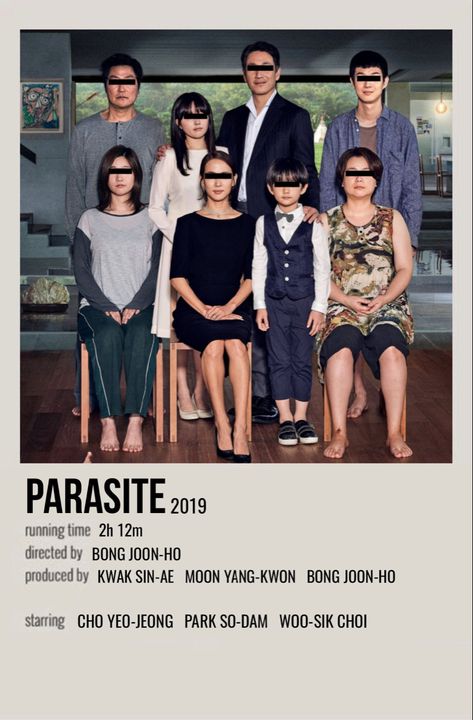 PARASITE 2019
running time 2h 12m
directed by BONG JOON-HO
produced by KWAK SIN-AE MOON YANG-KWON BONG JOON-HO
starring CHO YEO-JEONG PARK SO-DAM WOO-SIK CHOI